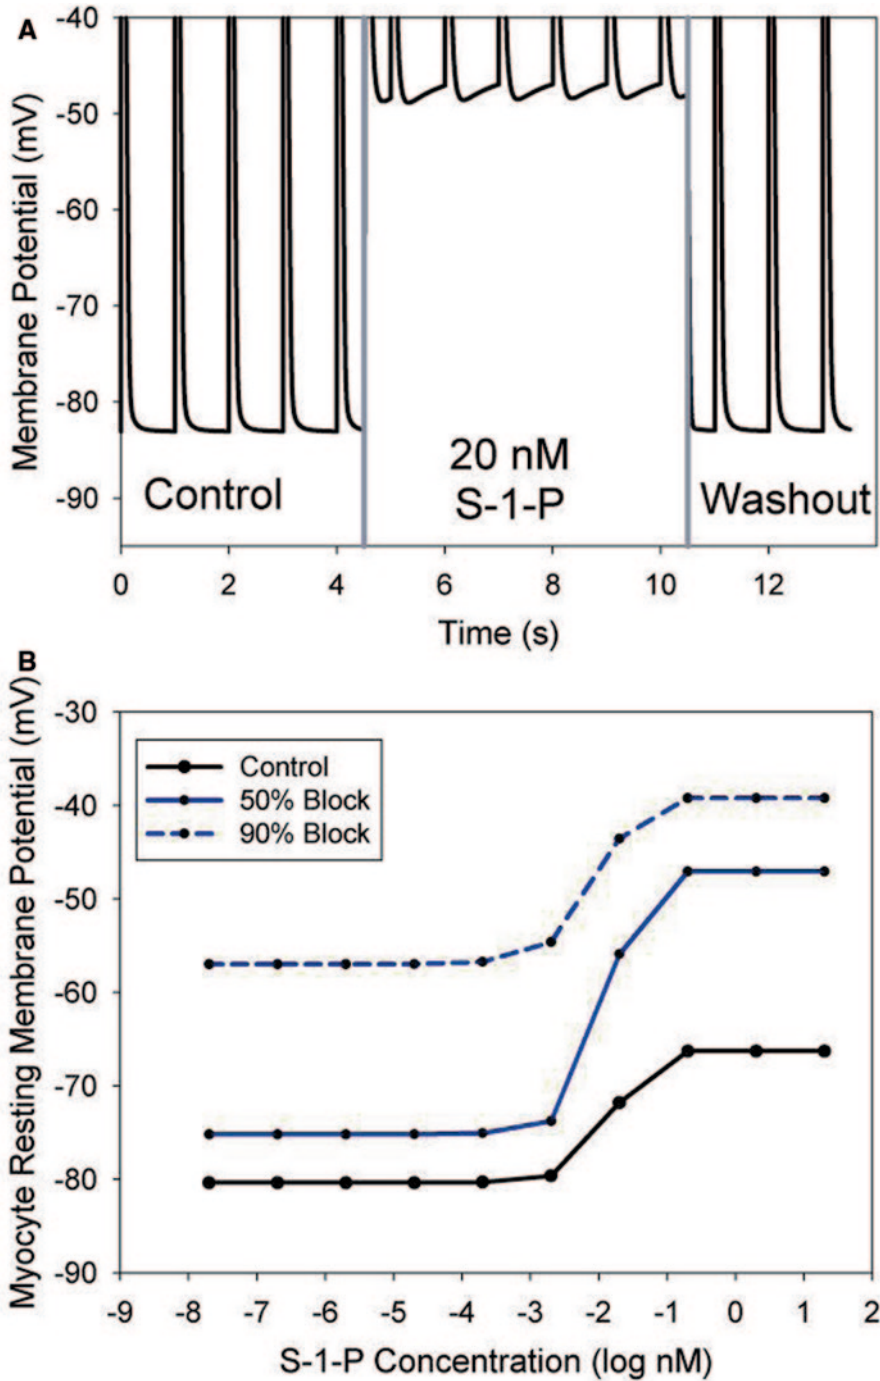 A
Membrane Potential (mV)
-40
-50
-60
-70
-80
-90
Control
20 nM
S-1-P
Washout
0 2 4 6 8 10 12
Time (s)
B
Myocyte Resting Membrane Potential (mV)
-30
-40
-50
-60
-70
-80
-90
Control
50% Block
90% Block
-9 -8 -7 -6 -5 -4 -3 -2 -1 0 1 2
S-1-P Concentration (log nM)